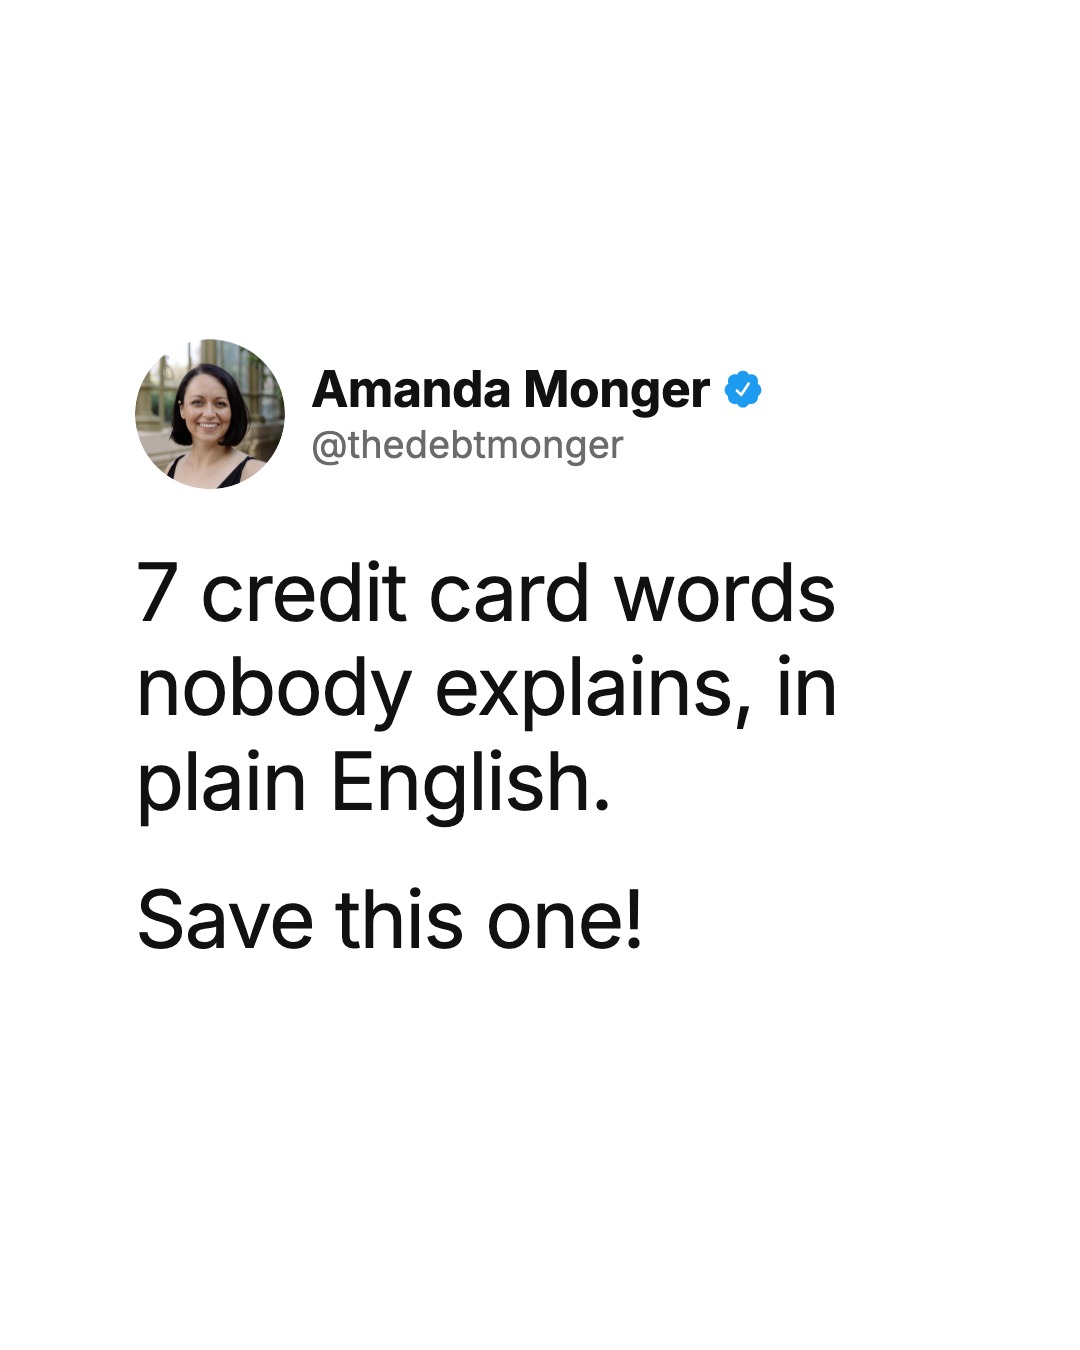 Amanda Monger
@thedebtmonger
7 credit card words
nobody explains, in
plain English.
Save this one!